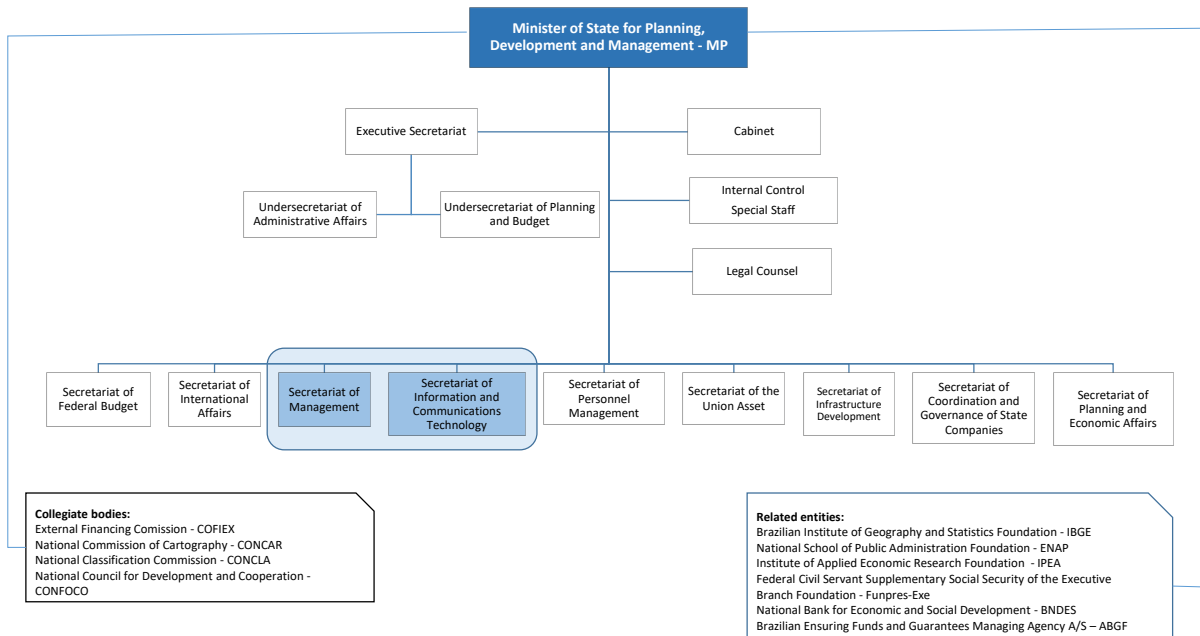 Minister of State for Planning,
Development and Management - MP
Executive Secretariat
Cabinet
Undersecretariat of
Administrative Affairs
Undersecretariat of Planning
and Budget
Internal Control
Special Staff
Legal Counsel
Secretariat of
Federal Budget
Secretariat of
International
Affairs
Secretariat of
Management
Secretariat of
Information and
Communications
Technology
Secretariat of
Personnel
Management
Secretariat of the
Union Asset
Secretariat of
Infrastructure
Development
Secretariat of
Coordination and
Governance of State
Companies
Secretariat of
Planning and
Economic Affairs
Collegiate bodies:
External Financing Comission - COFIEX
National Commission of Cartography - CONCAR
National Classification Commission - CONCLA
National Council for Development and Cooperation -
CONFOCO
Related entities:
Brazilian Institute of Geography and Statistics Foundation - IBGE
National School of Public Administration Foundation - ENAP
Institute of Applied Economic Research Foundation - IPEA
Federal Civil Servant Supplementary Social Security of the Executive
Branch Foundation - Funpres-Exe
National Bank for Economic and Social Development - BNDES
Brazilian Ensuring Funds and Guarantees Managing Agency A/S – ABGF